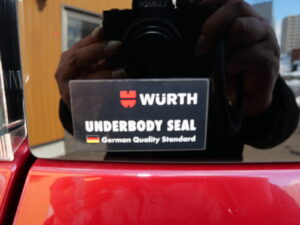 WÜRTH
UNDERBODY SEAL
German Quality Standard